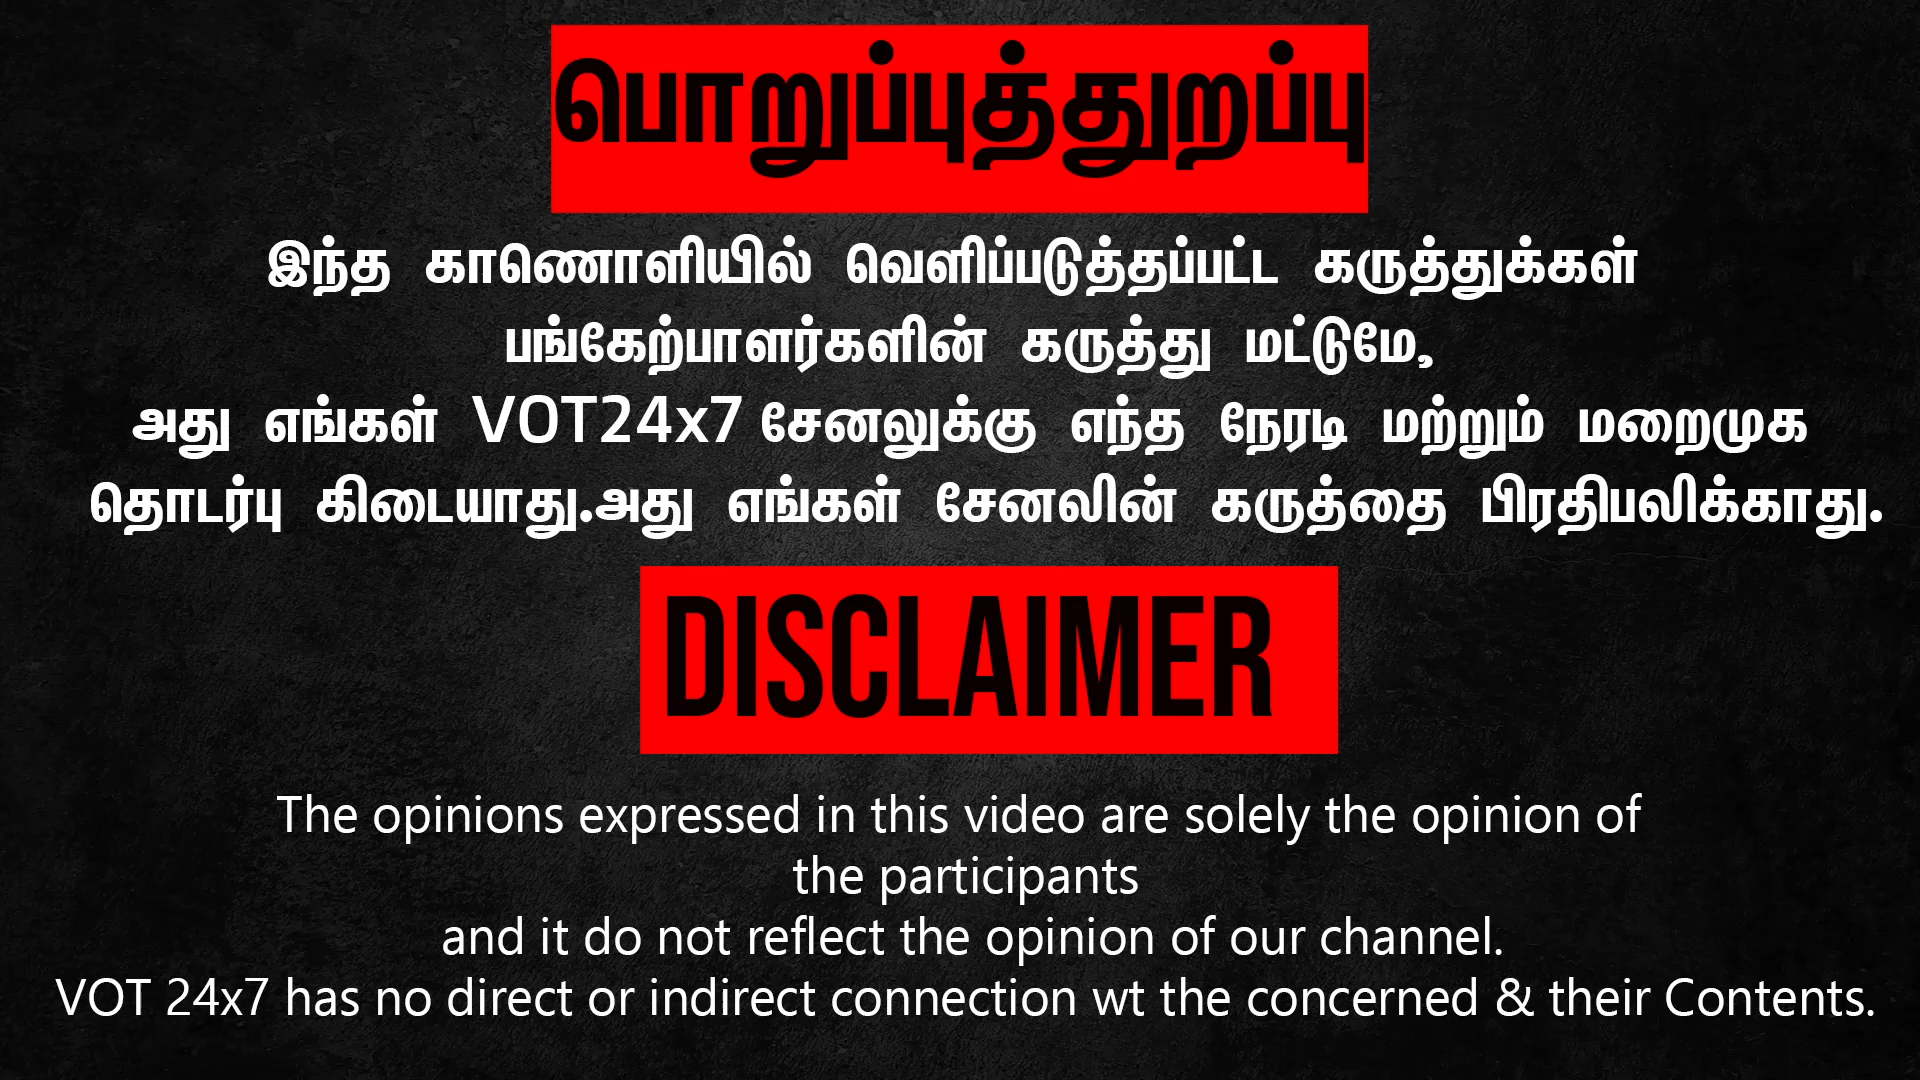 பொறுப்புத்துறப்பு
இந்த காணொளியில் வெளிப்படுத்தப்பட்ட கருத்துக்கள்
பங்கேற்பாளர்களின் கருத்து மட்டுமே,
அது எங்கள் VOT24x7 சேனலுக்கு எந்த நேரடி மற்றும் மறைமுக
தொடர்பு கிடையாது.அது எங்கள் சேனலின் கருத்தை பிரதிபலிக்காது.
DISCLAIMER
The opinions expressed in this video are solely the opinion of
the participants
and it do not reflect the opinion of our channel.
VOT 24x7 has no direct or indirect connection wt the concerned & their Contents.